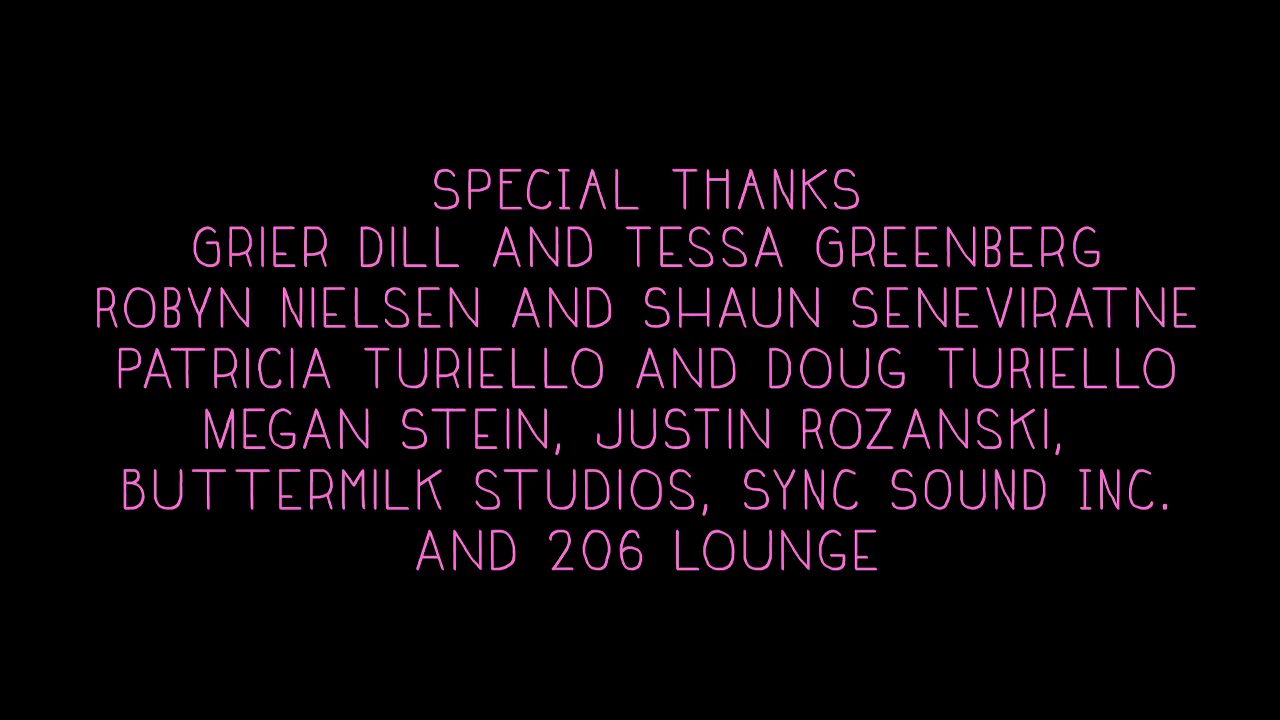 SPECIAL THANKS
GRIER DILL AND TESSA GREENBERG
ROBYN NIELSEN AND SHAUN SENEVIRATNE
PATRICIA TURIELLO AND DOUG TURIELLO
MEGAN STEIN, JUSTIN ROZANSKI,
BUTTERMILK STUDIOS, SYNC SOUND INC.
AND 206 LOUNGE